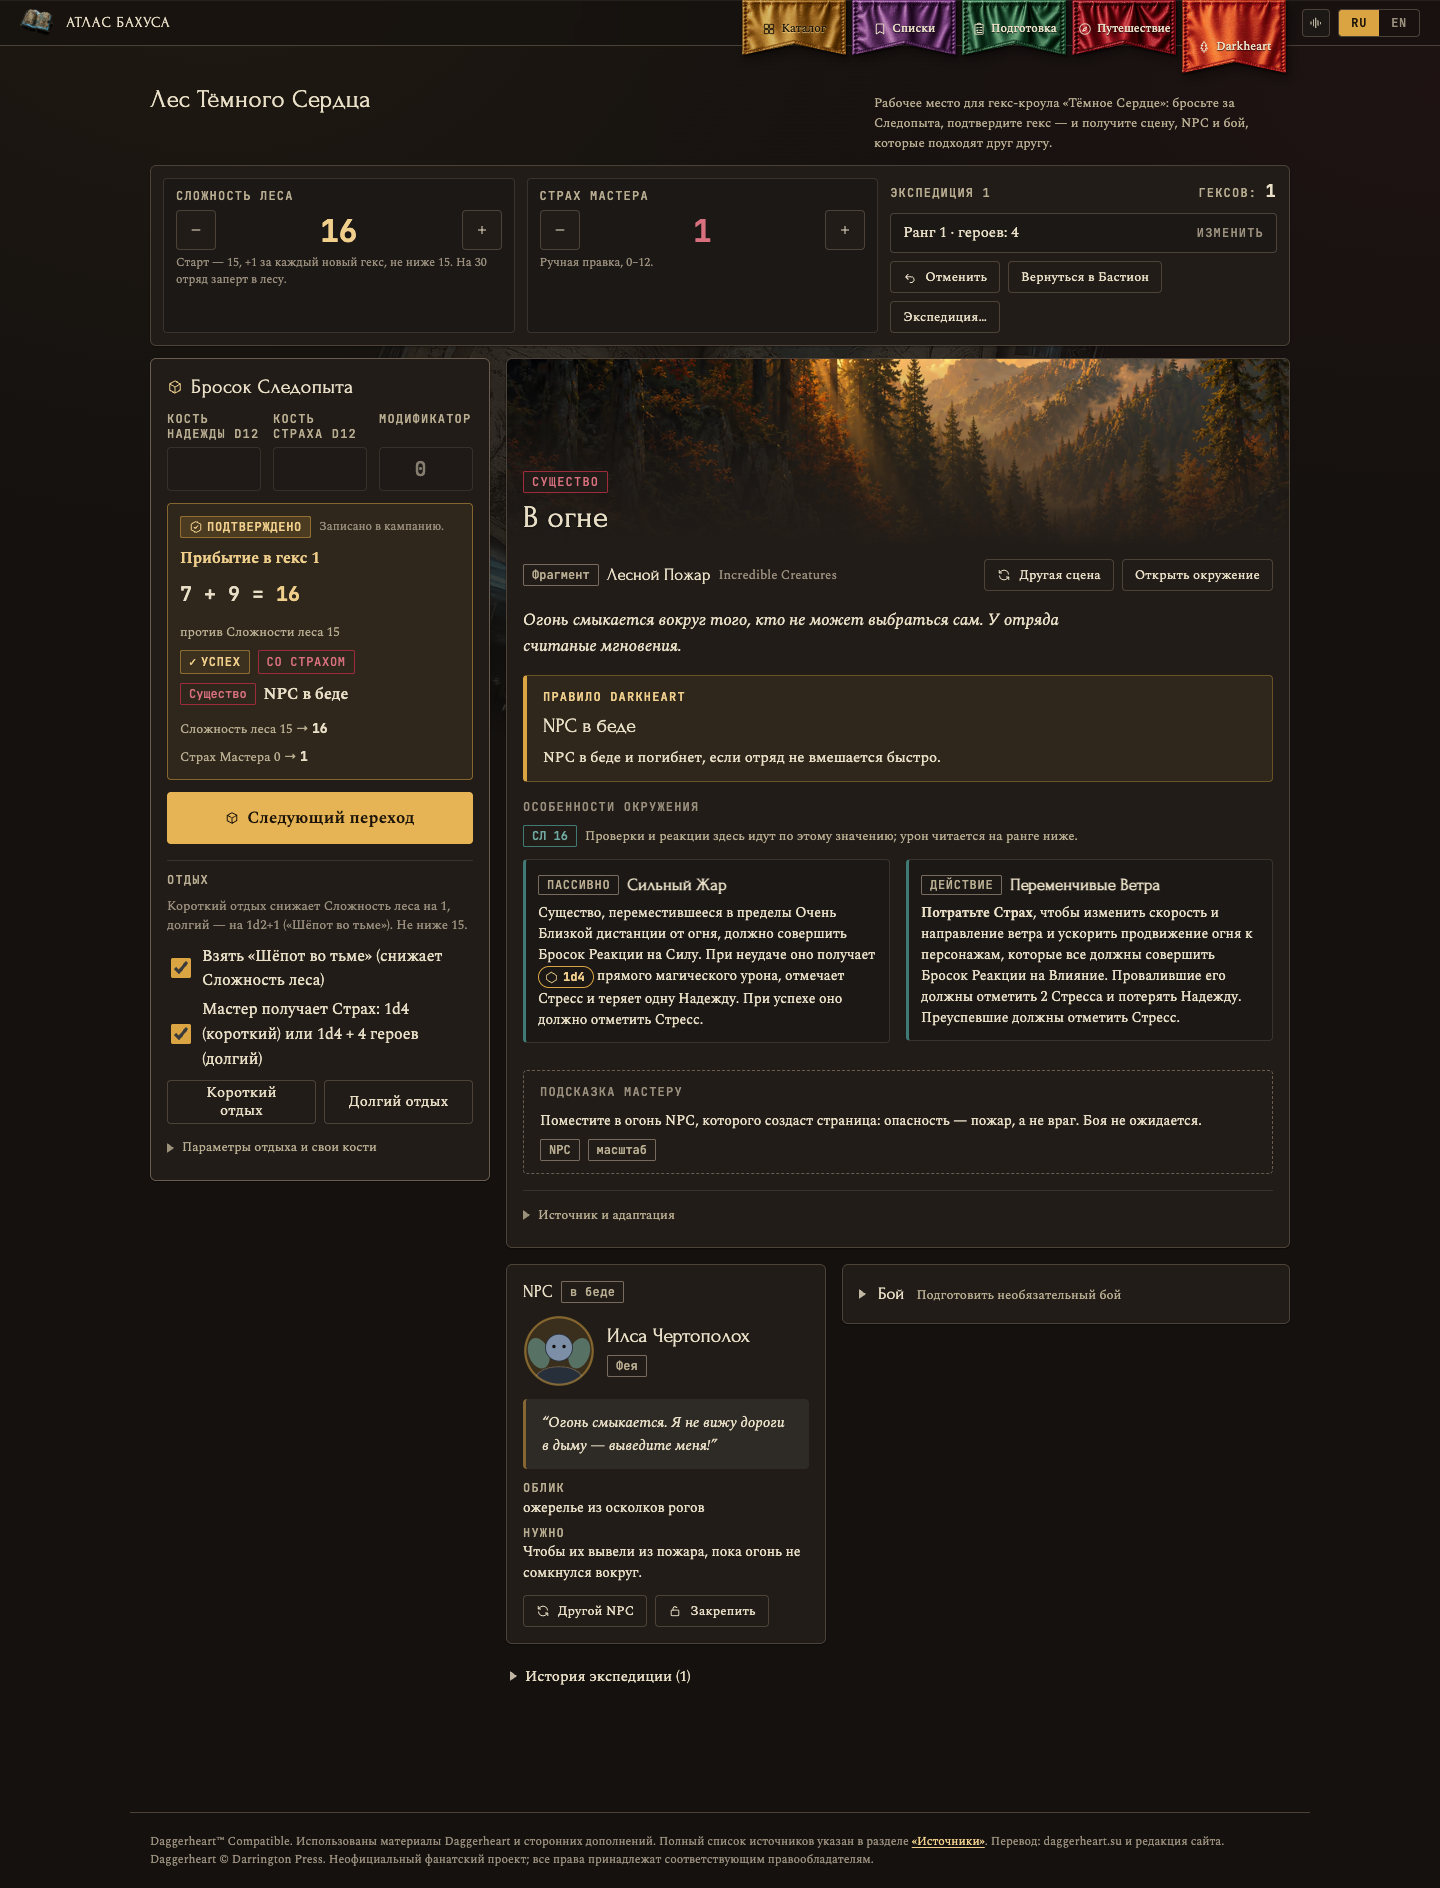 АТЛАС БАХУСА
Каталог
Списки
Подготовка
Путешествие
Darkheart
RU
EN
Лес Тёмного Сердца
Рабочее место для гекс-кроула «Тёмное Сердце»: бросьте за
Следопыта, подтвердите гекс — и получите сцену, NPC и бой,
которые подходят друг другу.
СЛОЖНОСТЬ ЛЕСА
− 16 +
Старт — 15, +1 за каждый новый гекс, не ниже 15. На 30
отряд заперт в лесу.
СТРАХ МАСТЕРА
− 1 +
Ручная правка, 0–12.
ЭКСПЕДИЦИЯ 1
ГЕКСОВ: 1
Ранг 1 · героев: 4
ИЗМЕНИТЬ
Отменить
Вернуться в Бастион
Экспедиция…
Бросок Следопыта
КОСТЬ
НАДЕЖДЫ D12
КОСТЬ
СТРАХА D12
МОДИФИКАТОР
0
ПОДТВЕРЖДЕНО
Записано в кампанию.
Прибытие в гекс 1
7 + 9 = 16
против Сложности леса 15
✓ УСПЕХ
СО СТРАХОМ
Существо
NPC в беде
Сложность леса 15 → 16
Страх Мастера 0 → 1
Следующий переход
ОТДЫХ
Короткий отдых снижает Сложность леса на 1,
долгий — на 1d2+1 («Шёпот во тьме»). Не ниже 15.
Взять «Шёпот во тьме» (снижает
Сложность леса)
Мастер получает Страх: 1d4
(короткий) или 1d4 + 4 героев
(долгий)
Короткий
отдых
Долгий отдых
Параметры отдыха и свои кости
СУЩЕСТВО
В огне
Фрагмент
Лесной Пожар
Incredible Creatures
Другая сцена
Открыть окружение
Огонь смыкается вокруг того, кто не может выбраться сам. У отряда
считаные мгновения.
ПРАВИЛО DARKHEART
NPC в беде
NPC в беде и погибнет, если отряд не вмешается быстро.
ОСОБЕННОСТИ ОКРУЖЕНИЯ
СЛ 16
Проверки и реакции здесь идут по этому значению; урон читается на ранге ниже.
ПАССИВНО
Сильный Жар
Существо, переместившееся в пределы Очень
Близкой дистанции от огня, должно совершить
Бросок Реакции на Силу. При неудаче оно получает
1d4 прямого магического урона, отмечает
Стресс и теряет одну Надежду. При успехе оно
должно отметить Стресс.
ДЕЙСТВИЕ
Переменчивые Ветра
Потратьте Страх, чтобы изменить скорость и
направление ветра и ускорить продвижение огня к
персонажам, которые все должны совершить
Бросок Реакции на Влияние. Провалившие его
должны отметить 2 Стресса и потерять Надежду.
Преуспевшие должны отметить Стресс.
ПОДСКАЗКА МАСТЕРУ
Поместите в огонь NPC, которого создаст страница: опасность — пожар, а не враг. Боя не ожидается.
NPC
масштаб
Источник и адаптация
NPC
в беде
Илса Чертополох
Фея
“Огонь смыкается. Я не вижу дороги
в дыму — выведите меня!”
ОБЛИК
ожерелье из осколков рогов
НУЖНО
Чтобы их вывели из пожара, пока огонь не
сомкнулся вокруг.
Другой NPC
Закрепить
Бой
Подготовить необязательный бой
История экспедиции (1)
Daggerheart™ Compatible. Использованы материалы Daggerheart и сторонних дополнений. Полный список источников указан в разделе «Источники». Перевод: daggerheart.su и редакция сайта.
Daggerheart © Darrington Press. Неофициальный фанатский проект; все права принадлежат соответствующим правообладателям.